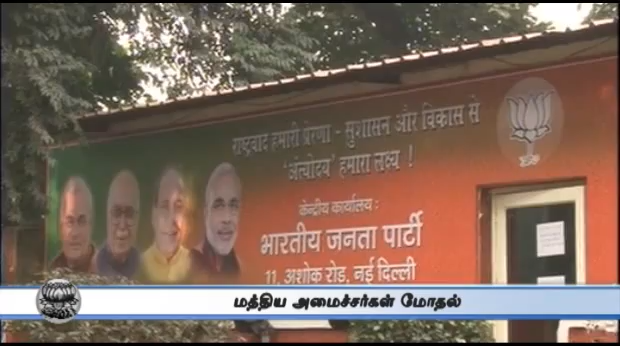 राष्ट्रवाद हमारी प्रेरणा - सुशासन और विकास से
'अंत्योदय' हमारा लक्ष्य !
केन्द्रीय कार्यालय :
भारतीय जनता पार्टी
11, अशोक रोड, नई दिल्ली
மத்திய அமைச்சர்கள் மோதல்